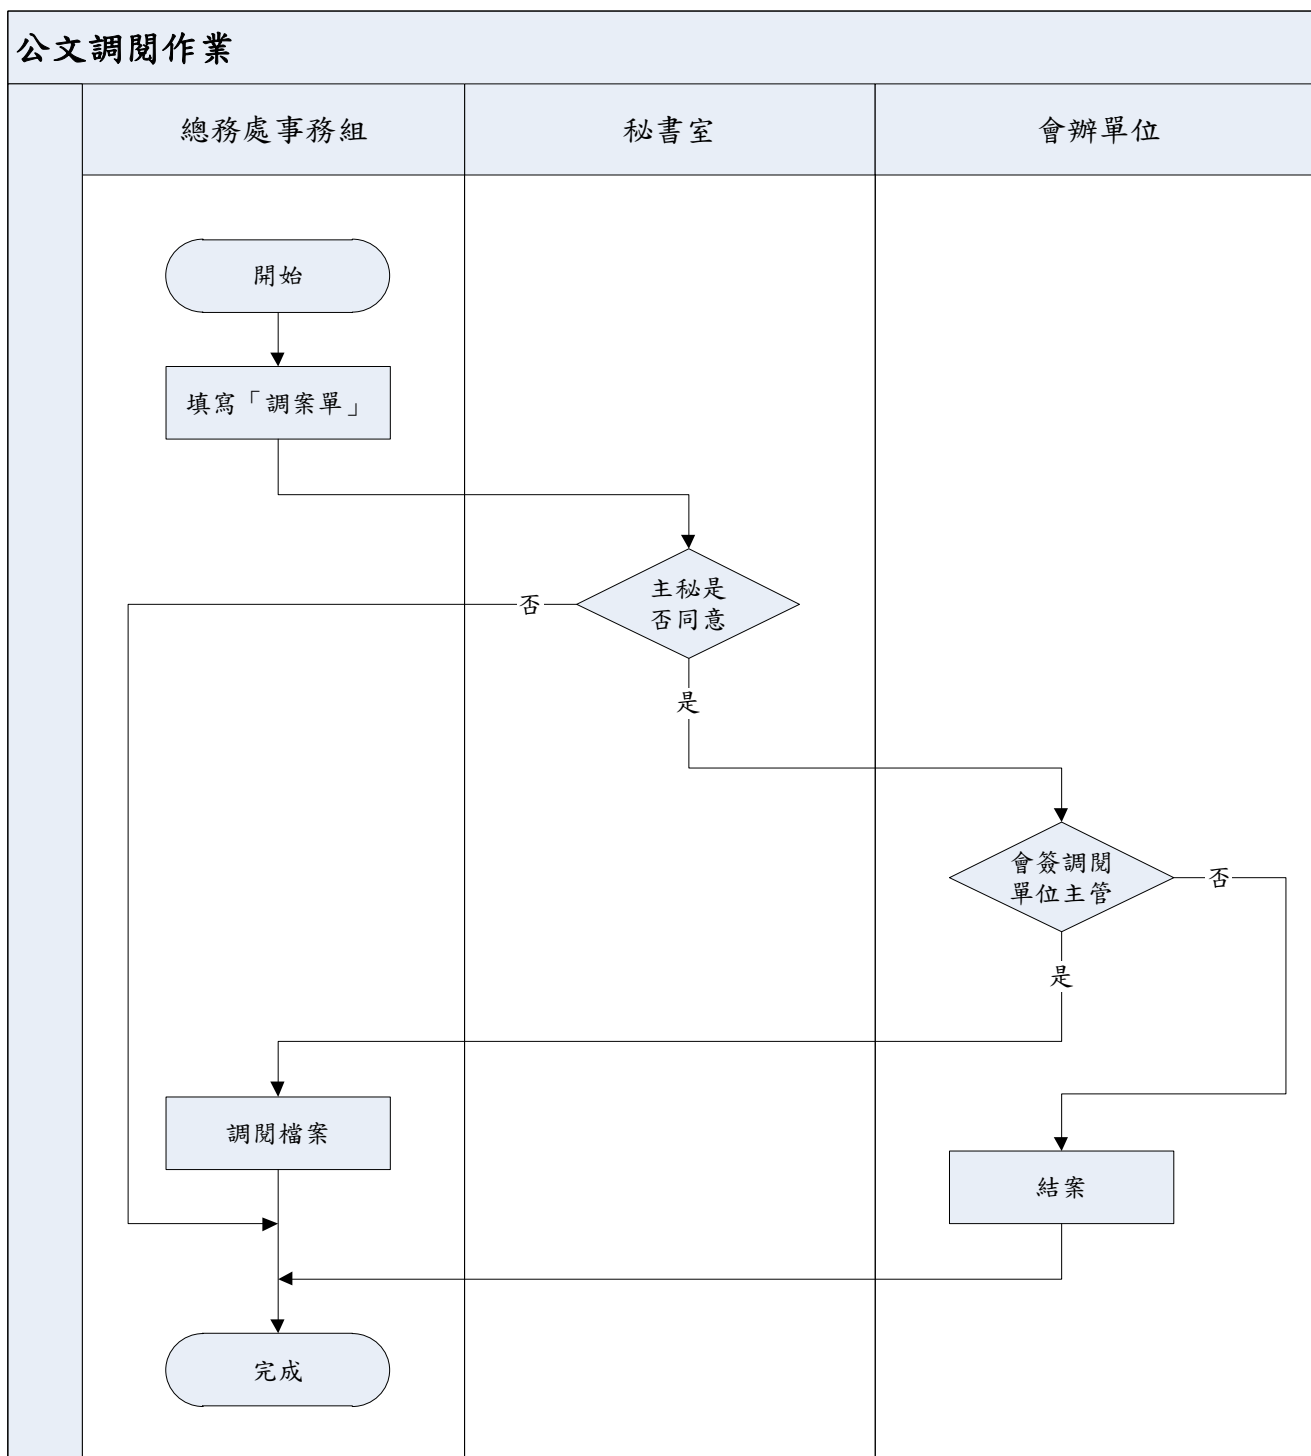 公文調閱作業
總務處事務組
秘書室
會辦單位
開始
填寫「調案單」
主秘是
否同意
否
是
會簽調閱
單位主管
否
是
調閱檔案
結案
完成